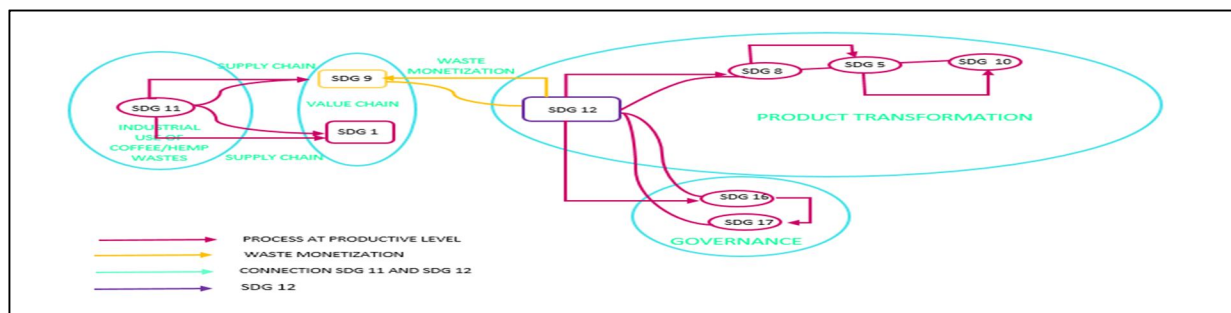 SUPPLY CHAIN
WASTE
MONETIZATION
SDG 9
SDG 11
VALUE CHAIN
SDG 1
INDUSTRIAL
USE OF
COFFEE/HEMP
WASTES
SUPPLY CHAIN
SDG 12
SDG 8
SDG 5
SDG 10
PRODUCT TRANSFORMATION
SDG 16
SDG 17
GOVERNANCE
PROCESS AT PRODUCTIVE LEVEL
WASTE MONETIZATION
CONNECTION SDG 11 AND SDG 12
SDG 12